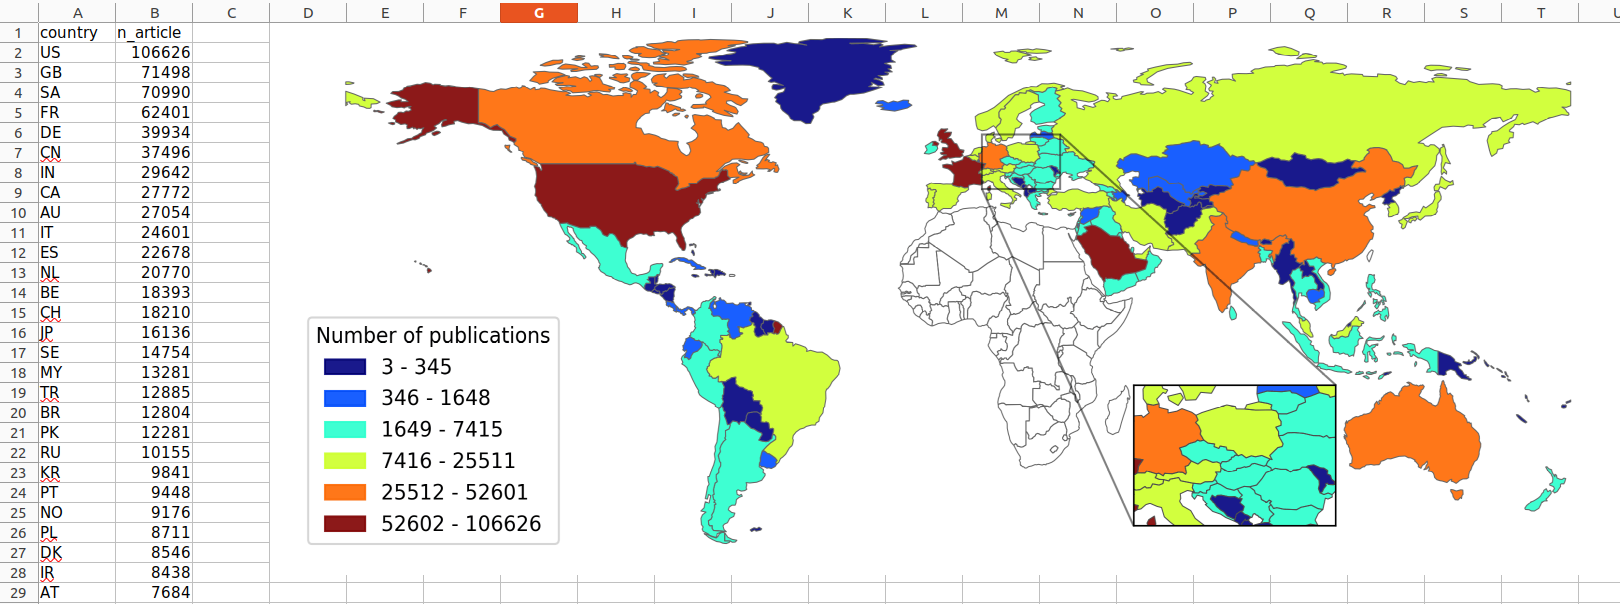 A B C D E F G H I J K L M N O P Q R S T U
1 country n_article
2 US 106626
3 GB 71498
4 SA 70990
5 FR 62401
6 DE 39934
7 CN 37496
8 IN 29642
9 CA 27772
10 AU 27054
11 IT 24601
12 ES 22678
13 NL 20770
14 BE 18393
15 CH 18210
16 JP 16136
17 SE 14754
18 MY 13281
19 TR 12885
20 BR 12804
21 PK 12281
22 RU 10155
23 KR 9841
24 PT 9448
25 NO 9176
26 PL 8711
27 DK 8546
28 IR 8438
29 AT 7684
Number of publications
3 - 345
346 - 1648
1649 - 7415
7416 - 25511
25512 - 52601
52602 - 106626